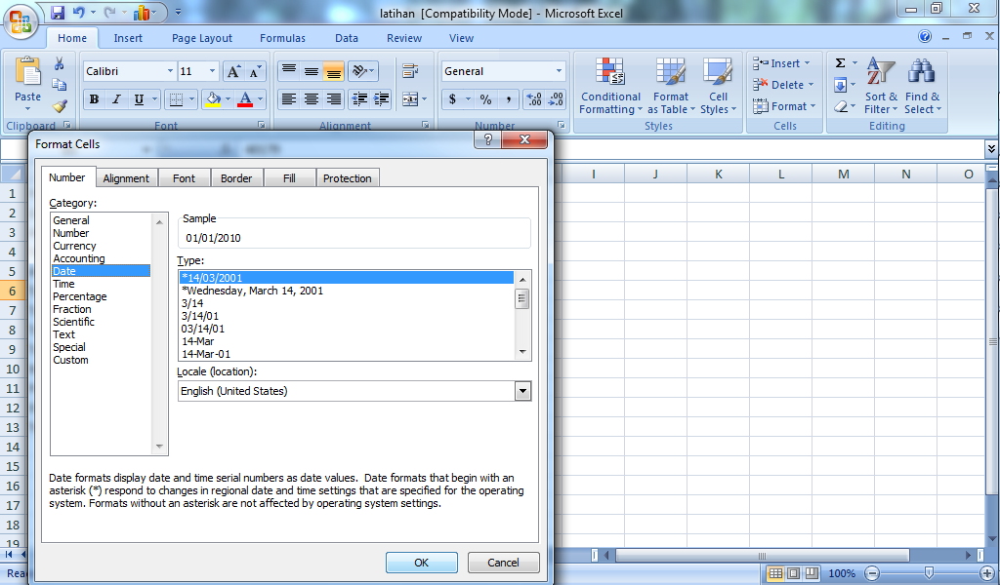 latihan [Compatibility Mode] - Microsoft Excel
Home Insert Page Layout Formulas Data Review View
Paste
Clipboard
Calibri 11
B I U
Font
Alignment
General
$ % ,
Number
Conditional Formatting
Format as Table
Cell Styles
Styles
Insert
Delete
Format
Cells
Σ
Sort & Filter
Find & Select
Editing
Format Cells
?
Number Alignment Font Border Fill Protection
Category:
General
Number
Currency
Accounting
Date
Time
Percentage
Fraction
Scientific
Text
Special
Custom
Sample
01/01/2010
Type:
*14/03/2001
*Wednesday, March 14, 2001
3/14
3/14/01
03/14/01
14-Mar
14-Mar-01
Locale (location):
English (United States)
Date formats display date and time serial numbers as date values. Date formats that begin with an
asterisk (*) respond to changes in regional date and time settings that are specified for the operating
system. Formats without an asterisk are not affected by operating system settings.
OK Cancel
I J K L M N O
1
2
3
4
5
6
7
8
9
10
11
12
13
14
15
16
17
18
19
100%